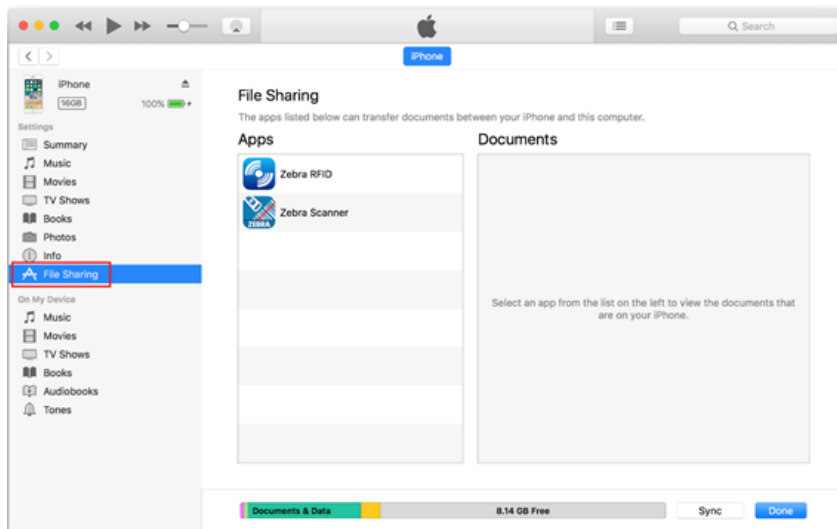 Search
iPhone
iPhone
16GB
100%
Settings
Summary
Music
Movies
TV Shows
Books
Photos
Info
File Sharing
On My Device
Music
Movies
TV Shows
Books
Audiobooks
Tones
File Sharing
The apps listed below can transfer documents between your iPhone and this computer.
Apps
Zebra RFID
ZEBRA
Zebra Scanner
Documents
Select an app from the list on the left to view the documents that
are on your iPhone.
Documents & Data
8.14 GB Free
Sync
Done